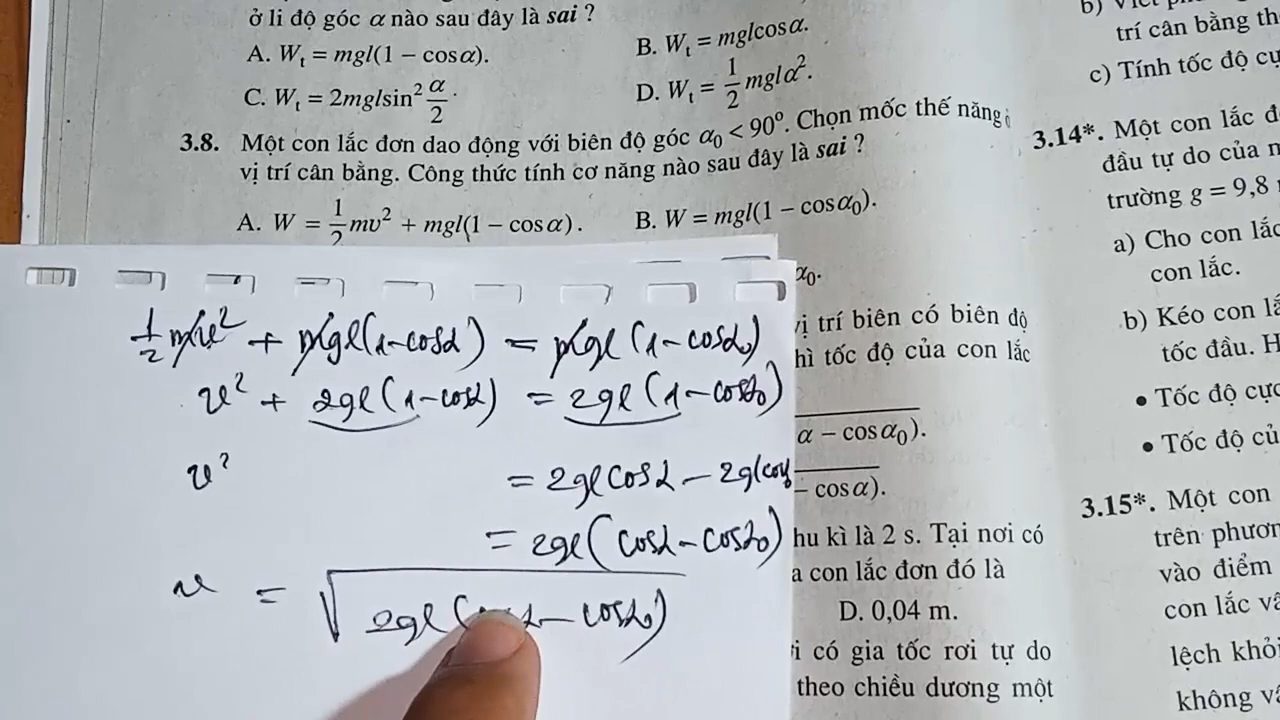 ở li độ góc α nào sau đây là sai ?
A. Wₜ = mgl(1 − cosα).
B. Wₜ = mglcosα.
C. Wₜ = 2mglsin² α/2 .
D. Wₜ = 1/2 mglα².
3.8. Một con lắc đơn dao động với biên độ góc α₀ < 90°. Chọn mốc thế năng
vị trí cân bằng. Công thức tính cơ năng nào sau đây là sai ?
A. W = 1/2 mv² + mgl(1 − cosα).
B. W = mgl(1 − cosα₀).
α₀.
vị trí biên có biên độ
hì tốc độ của con lắc
α − cosα₀).
− cosα).
hu kì là 2 s. Tại nơi có
a con lắc đơn đó là
D. 0,04 m.
i có gia tốc rơi tự do
theo chiều dương một
1/2 mv² + mgl(1−cosα) = mgl (1−cosα₀)
v² + 2gl(1−cosα) = 2gl(1−cosα₀)
v² = 2glcosα − 2glcos
= 2gl(cosα−cosα₀)
v = √2gl( − cosα₀)
b)
trí cân bằng th
c) Tính tốc độ cự
3.14*. Một con lắc đ
đầu tự do của m
trường g = 9,8
a) Cho con lắc
con lắc.
b) Kéo con lắ
tốc đầu. H
• Tốc độ cực
• Tốc độ củ
3.15*. Một con
trên phươn
vào điểm
con lắc vậ
lệch khỏi
không vậ